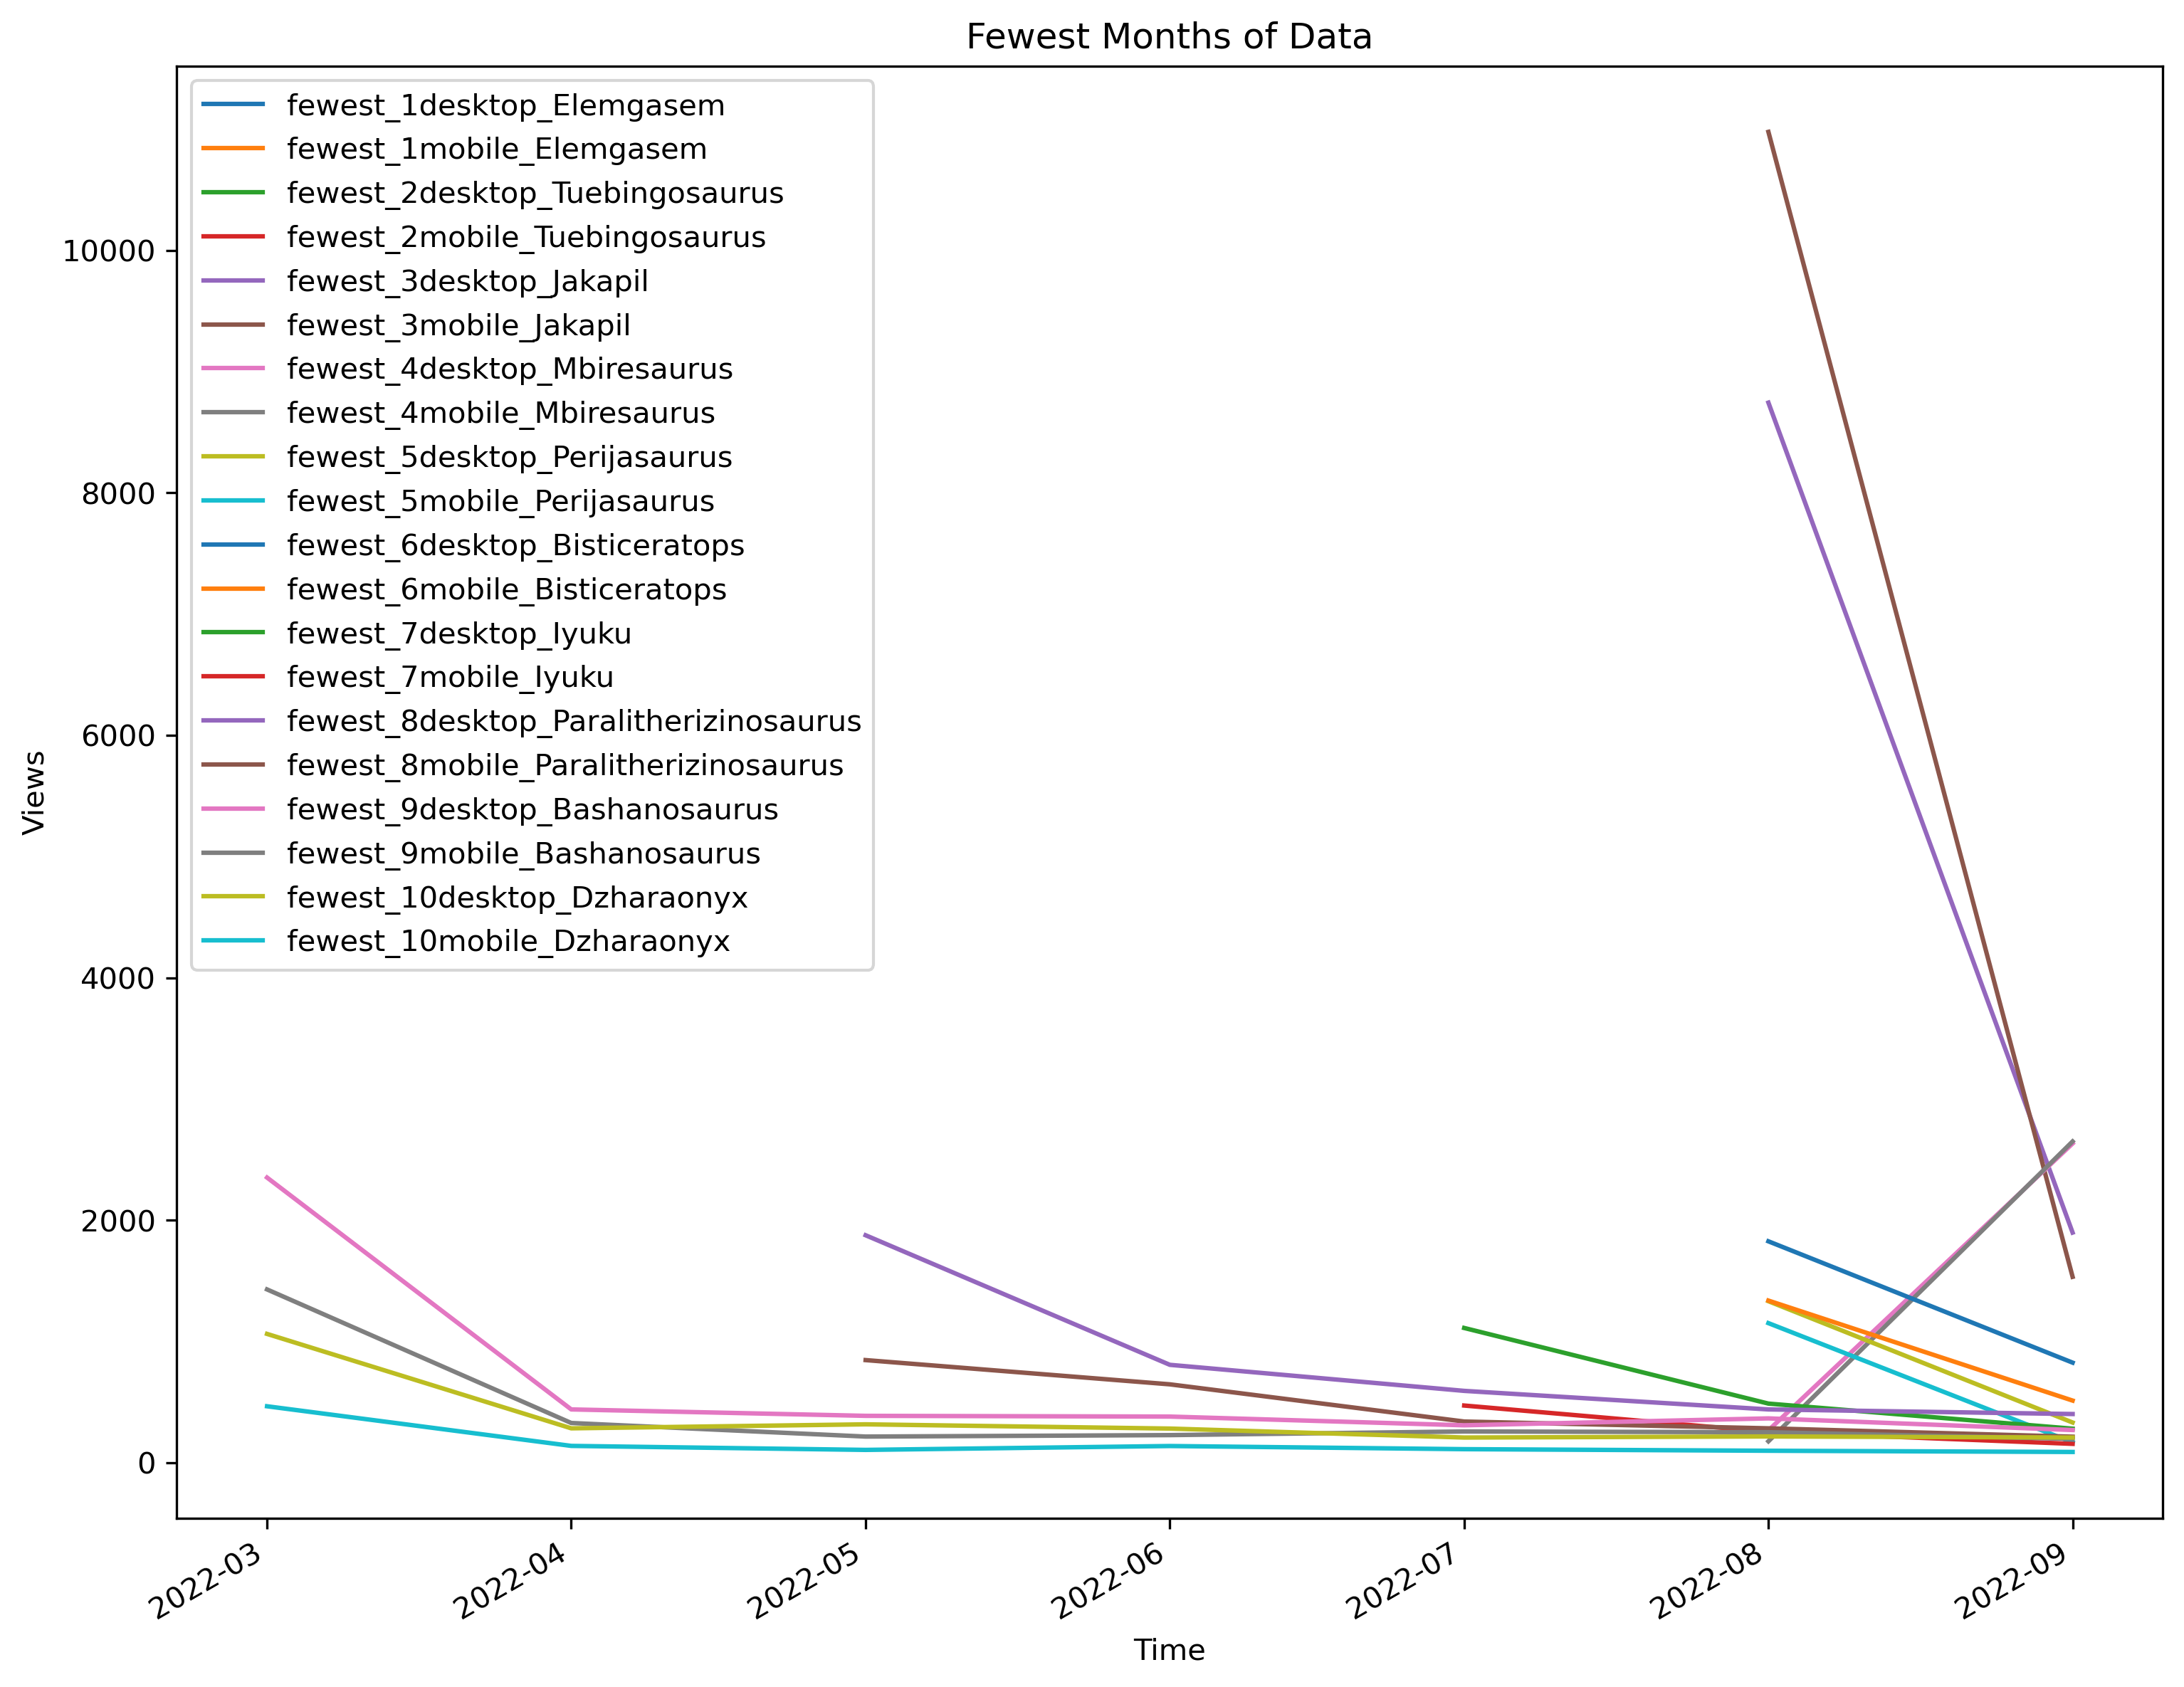 Fewest Months of Data
fewest_1desktop_Elemgasem
fewest_1mobile_Elemgasem
fewest_2desktop_Tuebingosaurus
fewest_2mobile_Tuebingosaurus
fewest_3desktop_Jakapil
fewest_3mobile_Jakapil
fewest_4desktop_Mbiresaurus
fewest_4mobile_Mbiresaurus
fewest_5desktop_Perijasaurus
fewest_5mobile_Perijasaurus
fewest_6desktop_Bisticeratops
fewest_6mobile_Bisticeratops
fewest_7desktop_Iyuku
fewest_7mobile_Iyuku
fewest_8desktop_Paralitherizinosaurus
fewest_8mobile_Paralitherizinosaurus
fewest_9desktop_Bashanosaurus
fewest_9mobile_Bashanosaurus
fewest_10desktop_Dzharaonyx
fewest_10mobile_Dzharaonyx
Views
10000
8000
6000
4000
2000
0
2022-03
2022-04
2022-05
2022-06
2022-07
2022-08
2022-09
Time